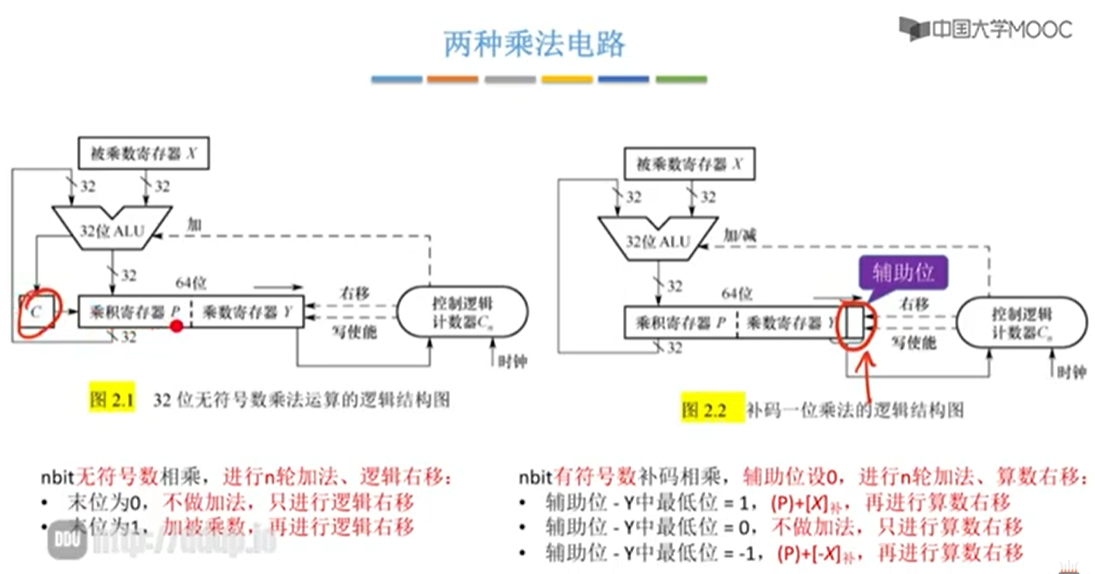 两种乘法电路
中国大学MOOC
被乘数寄存器 X
32
32
32位 ALU
加
32
64位
C
乘积寄存器 P
乘数寄存器 Y
右移
写使能
控制逻辑
计数器Cn
32
时钟
图 2.1 32 位无符号数乘法运算的逻辑结构图
被乘数寄存器 X
32
32
32位 ALU
加/减
辅助位
32
64位
乘积寄存器 P
乘数寄存器 Y
右移
写使能
控制逻辑
计数器Cn
32
时钟
图 2.2 补码一位乘法的逻辑结构图
nbit无符号数相乘，进行n轮加法、逻辑右移：
• 末位为0，不做加法，只进行逻辑右移
• 末位为1，加被乘数，再进行逻辑右移
nbit有符号数补码相乘，辅助位设0，进行n轮加法、算数右移：
• 辅助位 - Y中最低位 = 1，(P)+[X]补，再进行算数右移
• 辅助位 - Y中最低位 = 0，不做加法，只进行算数右移
• 辅助位 - Y中最低位 = -1，(P)+[-X]补，再进行算数右移
DDU